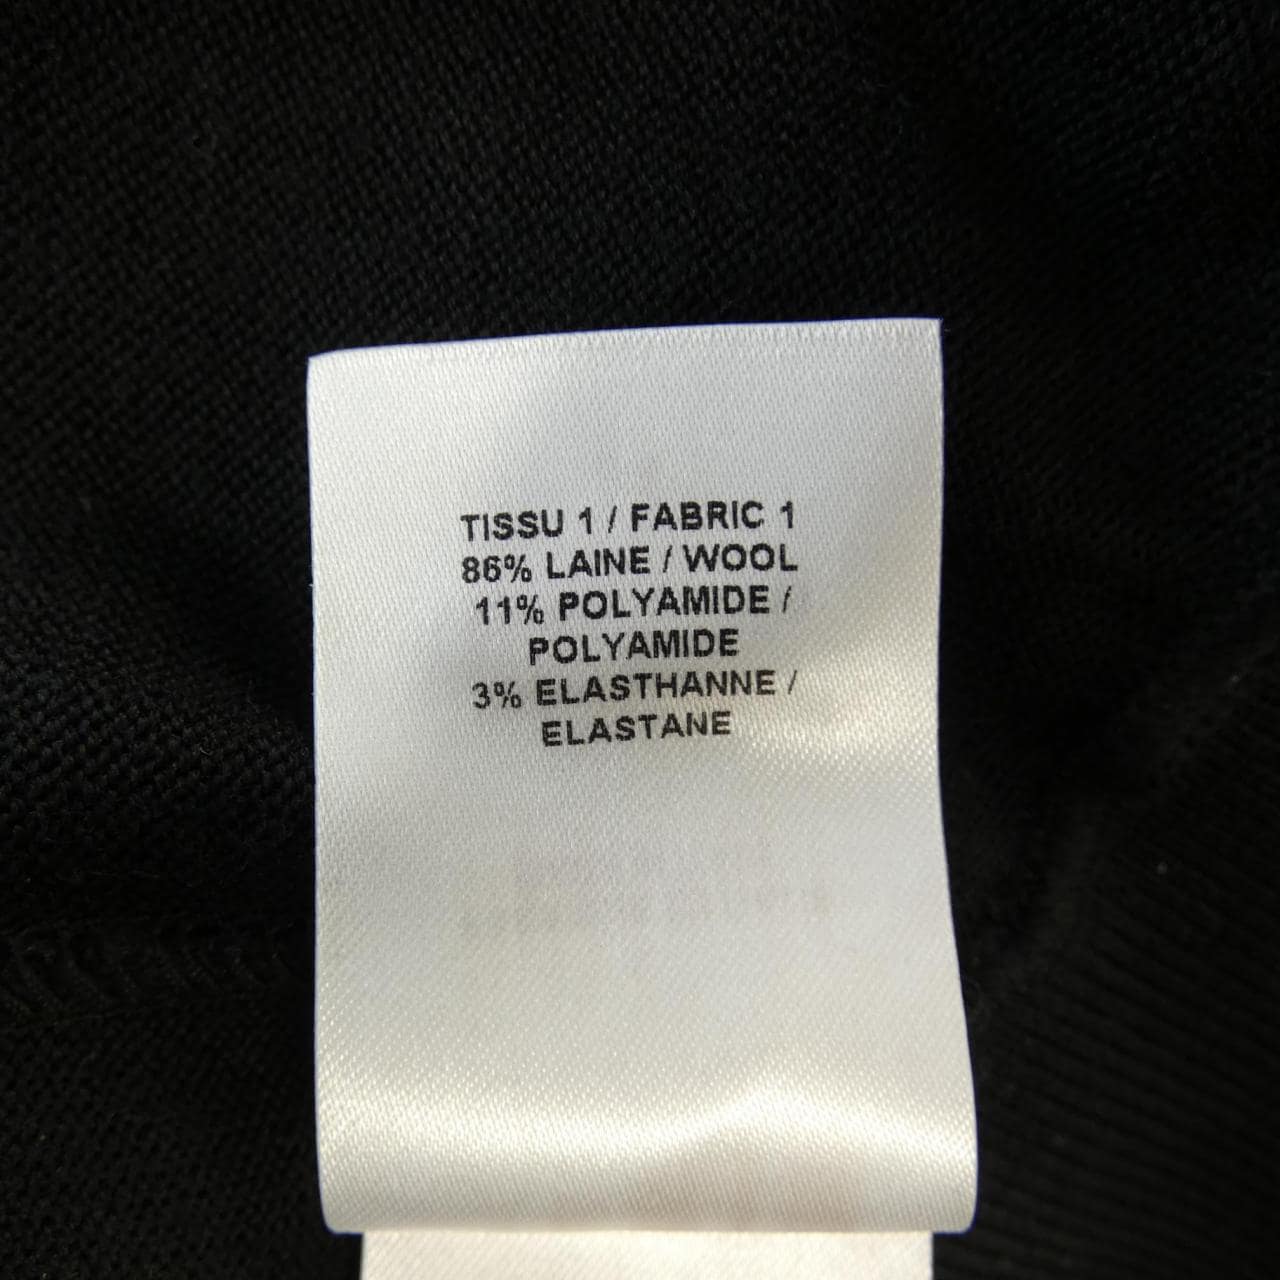 TISSU 1 / FABRIC 1
86% LAINE / WOOL
11% POLYAMIDE /
POLYAMIDE
3% ELASTHANNE /
ELASTANE